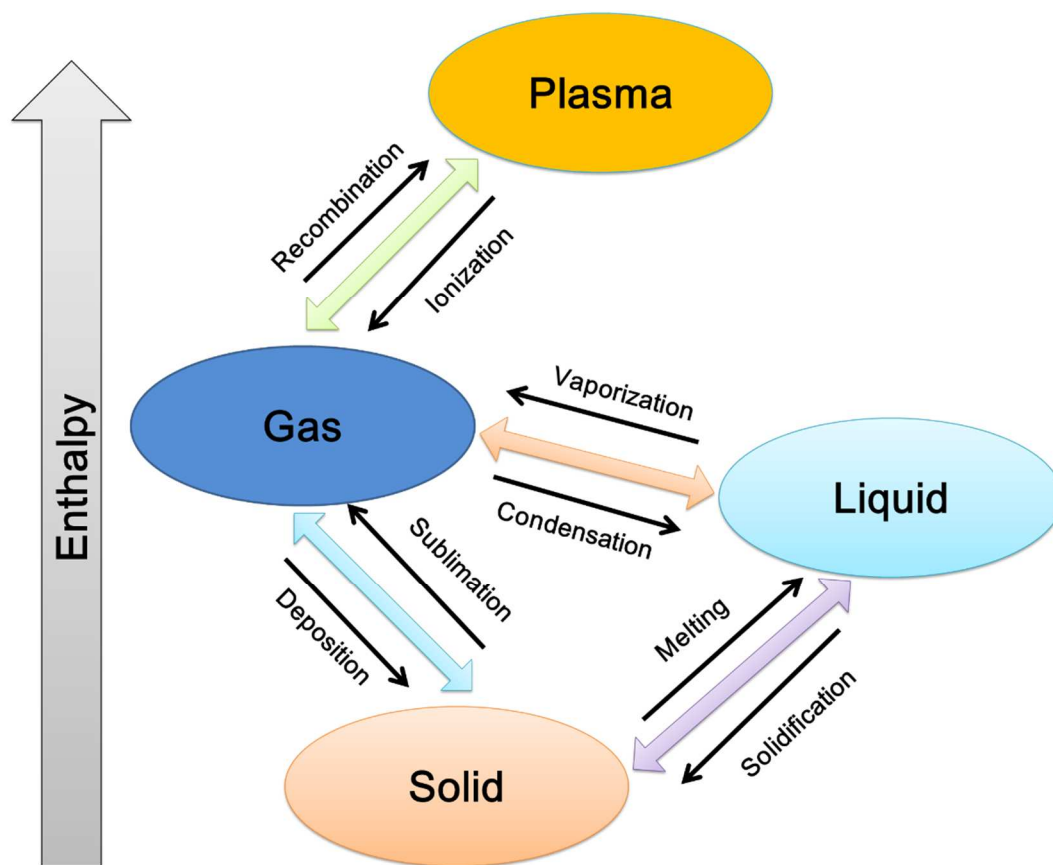 Plasma
Recombination
Ionization
Enthalpy
Gas
Vaporization
Condensation
Liquid
Sublimation
Deposition
Melting
Solidification
Solid